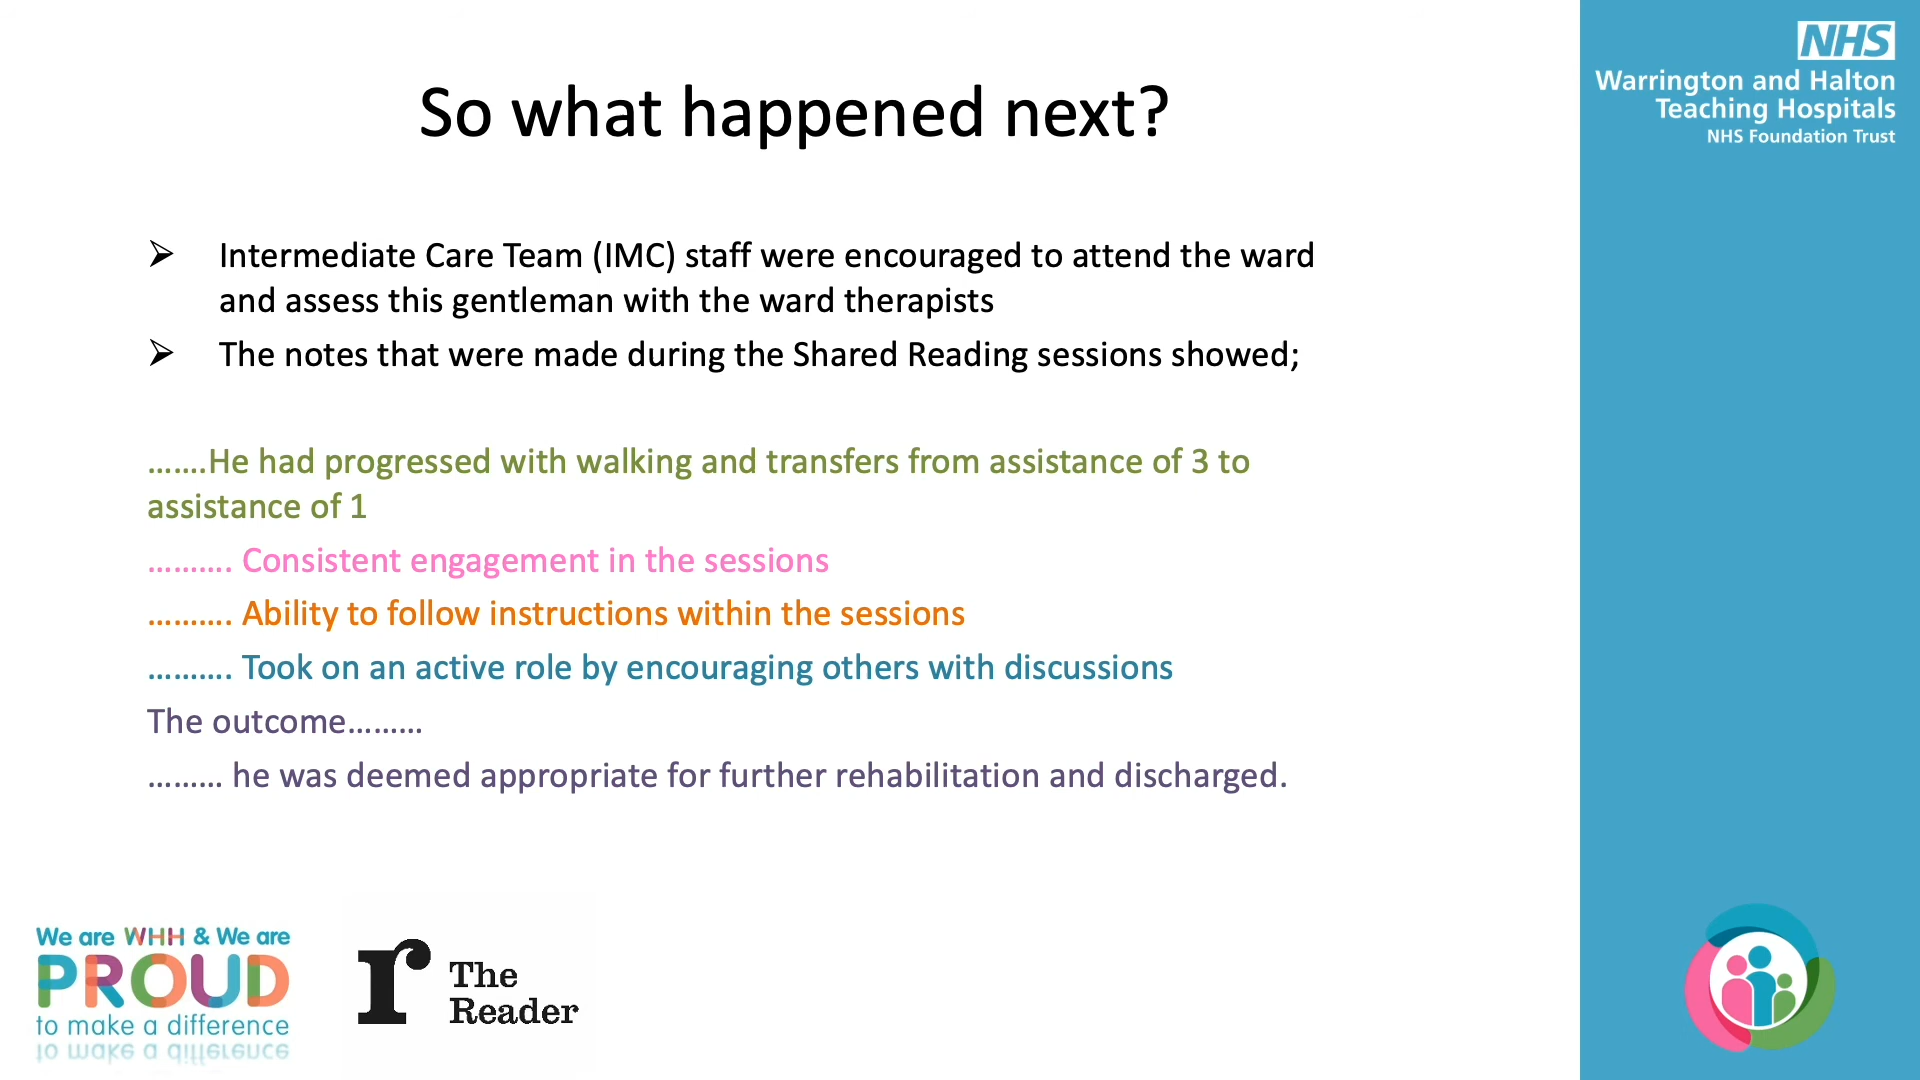 So what happened next?
➢ Intermediate Care Team (IMC) staff were encouraged to attend the ward
and assess this gentleman with the ward therapists
➢ The notes that were made during the Shared Reading sessions showed;
…….He had progressed with walking and transfers from assistance of 3 to
assistance of 1
………. Consistent engagement in the sessions
………. Ability to follow instructions within the sessions
………. Took on an active role by encouraging others with discussions
The outcome………
……… he was deemed appropriate for further rehabilitation and discharged.
NHS
Warrington and Halton
Teaching Hospitals
NHS Foundation Trust
We are WHH & We are
PROUD
to make a difference
r The
Reader